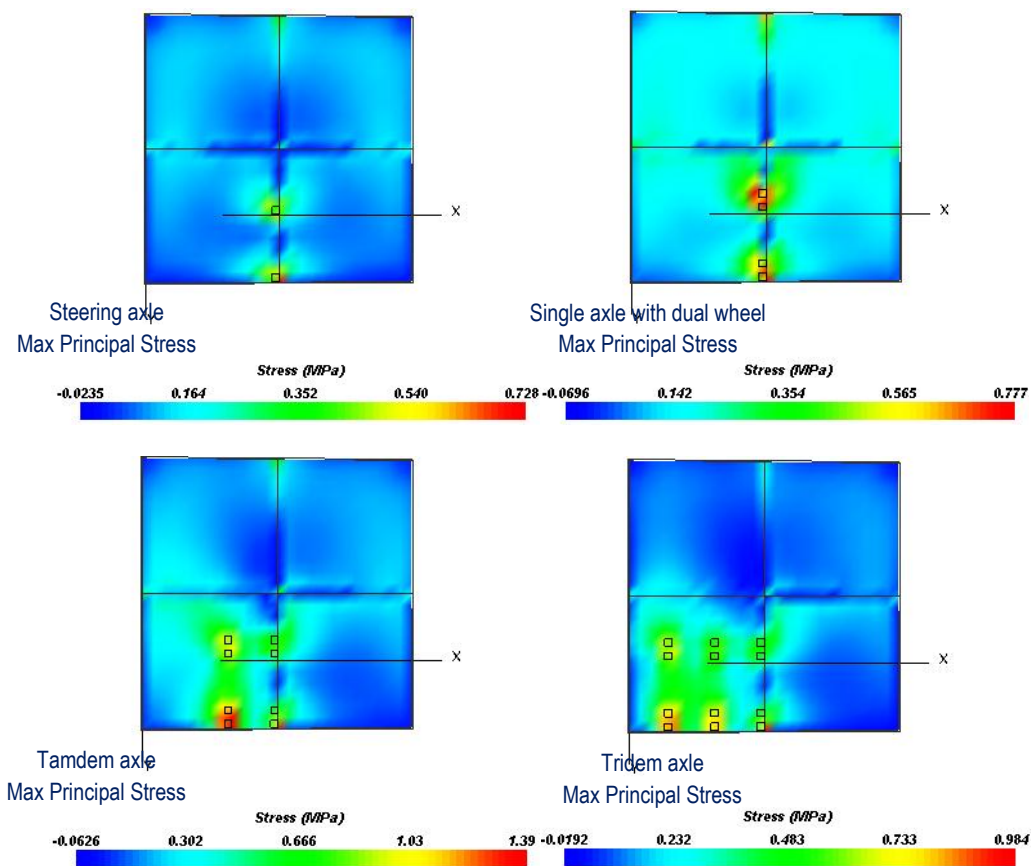 X
X
Steering axle
Max Principal Stress
Single axle with dual wheel
Max Principal Stress
Stress (MPa)
-0.0235 0.164 0.352 0.540 0.728
Stress (MPa)
-0.0696 0.142 0.354 0.565 0.777
X
X
Tamdem axle
Max Principal Stress
Tridem axle
Max Principal Stress
Stress (MPa)
-0.0626 0.302 0.666 1.03 1.39
Stress (MPa)
-0.0192 0.232 0.483 0.733 0.984